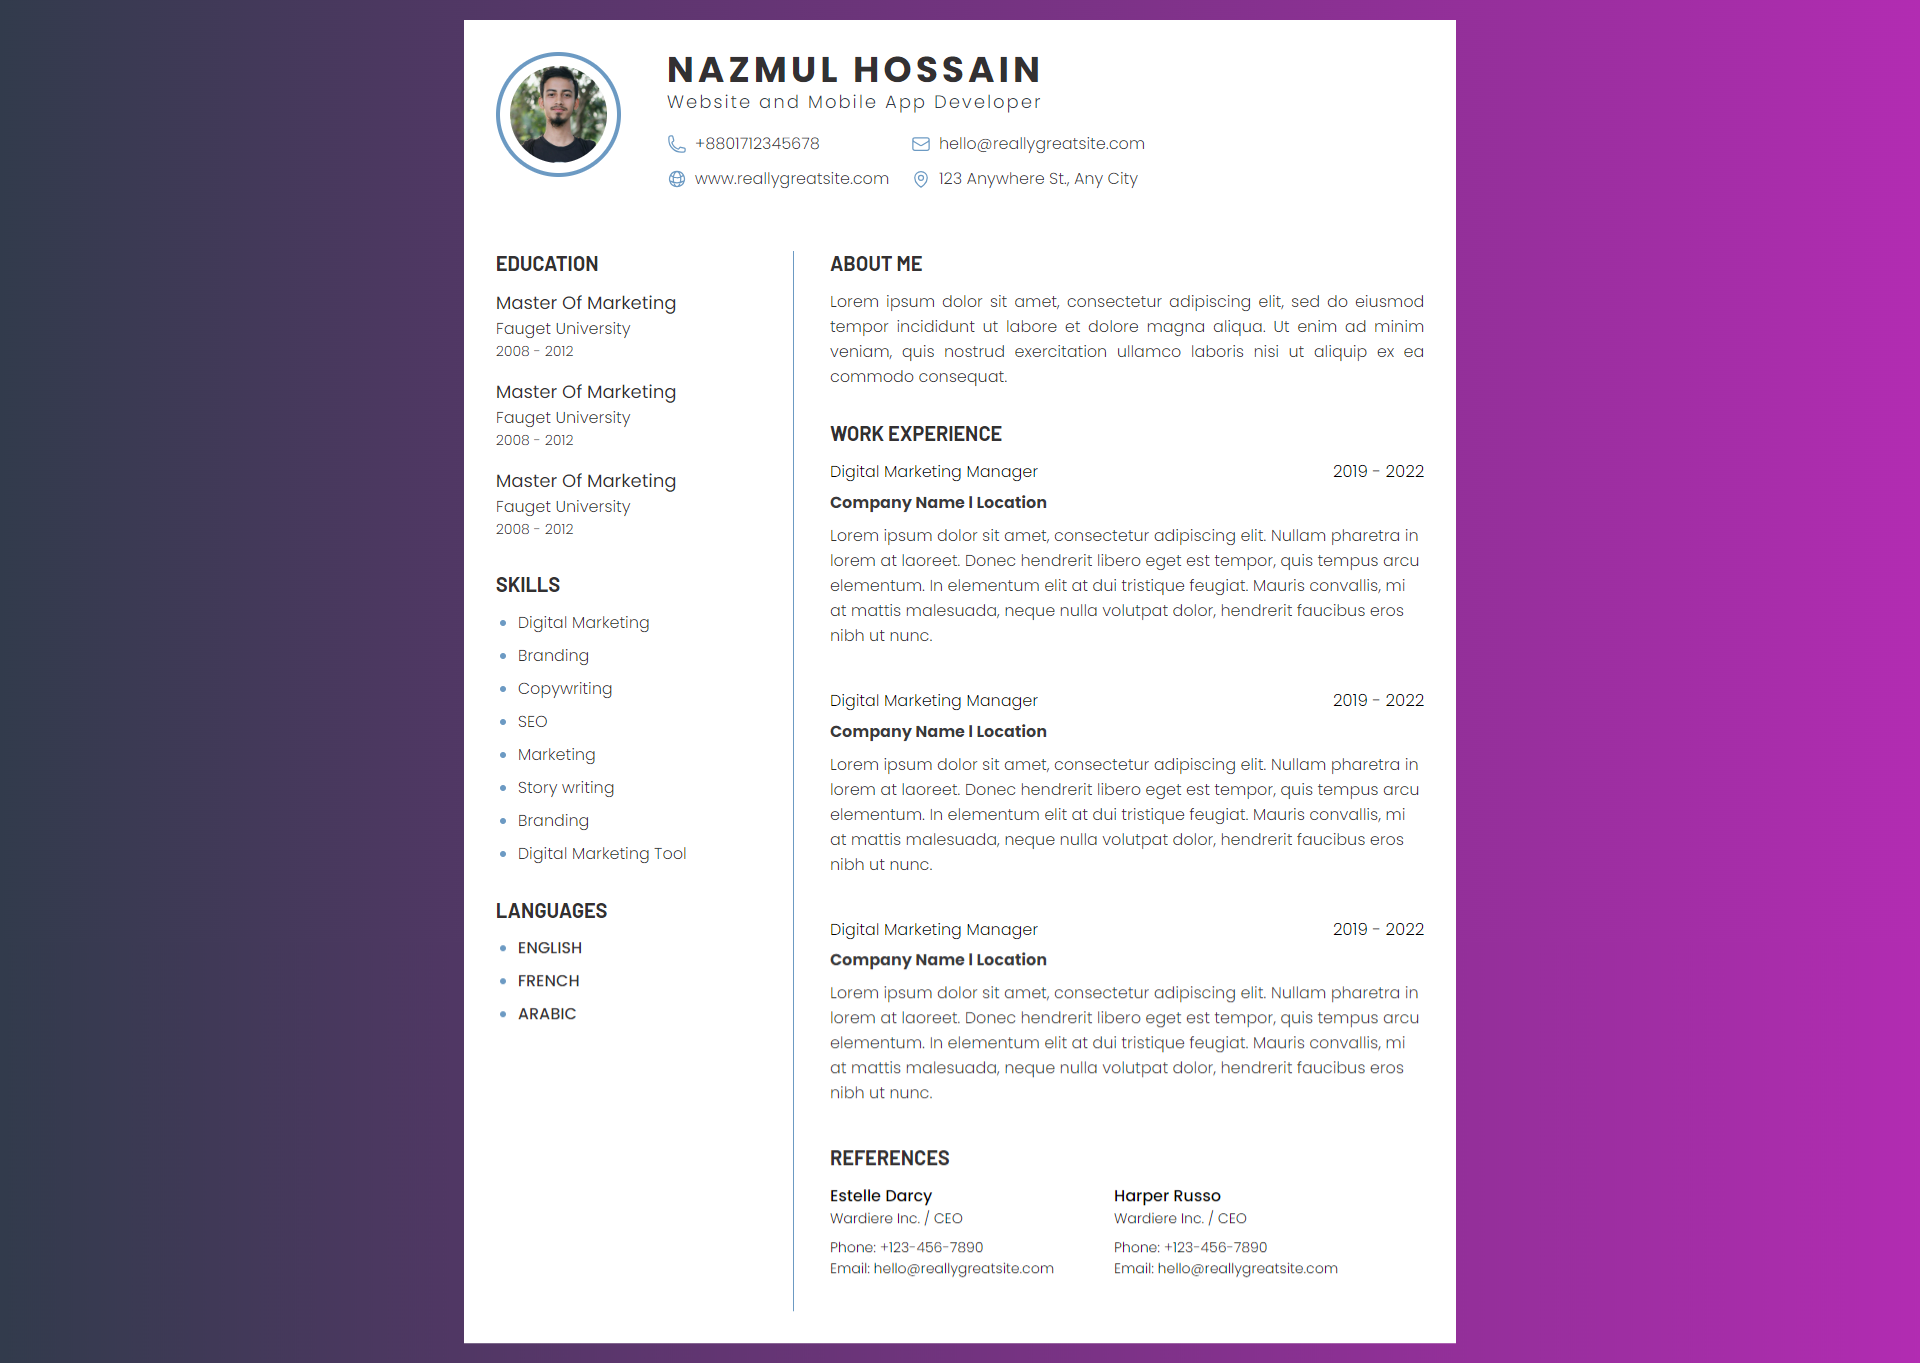 NAZMUL HOSSAIN
Website and Mobile App Developer
+8801712345678
hello@reallygreatsite.com
www.reallygreatsite.com
123 Anywhere St., Any City
EDUCATION
Master Of Marketing
Fauget University
2008 - 2012
Master Of Marketing
Fauget University
2008 - 2012
Master Of Marketing
Fauget University
2008 - 2012
SKILLS
Digital Marketing
Branding
Copywriting
SEO
Marketing
Story writing
Branding
Digital Marketing Tool
LANGUAGES
ENGLISH
FRENCH
ARABIC
ABOUT ME
Lorem ipsum dolor sit amet, consectetur adipiscing elit, sed do eiusmod
tempor incididunt ut labore et dolore magna aliqua. Ut enim ad minim
veniam, quis nostrud exercitation ullamco laboris nisi ut aliquip ex ea
commodo consequat.
WORK EXPERIENCE
Digital Marketing Manager 2019 - 2022
Company Name l Location
Lorem ipsum dolor sit amet, consectetur adipiscing elit. Nullam pharetra in
lorem at laoreet. Donec hendrerit libero eget est tempor, quis tempus arcu
elementum. In elementum elit at dui tristique feugiat. Mauris convallis, mi
at mattis malesuada, neque nulla volutpat dolor, hendrerit faucibus eros
nibh ut nunc.
Digital Marketing Manager 2019 - 2022
Company Name l Location
Lorem ipsum dolor sit amet, consectetur adipiscing elit. Nullam pharetra in
lorem at laoreet. Donec hendrerit libero eget est tempor, quis tempus arcu
elementum. In elementum elit at dui tristique feugiat. Mauris convallis, mi
at mattis malesuada, neque nulla volutpat dolor, hendrerit faucibus eros
nibh ut nunc.
Digital Marketing Manager 2019 - 2022
Company Name l Location
Lorem ipsum dolor sit amet, consectetur adipiscing elit. Nullam pharetra in
lorem at laoreet. Donec hendrerit libero eget est tempor, quis tempus arcu
elementum. In elementum elit at dui tristique feugiat. Mauris convallis, mi
at mattis malesuada, neque nulla volutpat dolor, hendrerit faucibus eros
nibh ut nunc.
REFERENCES
Estelle Darcy
Wardiere Inc. / CEO
Phone: +123-456-7890
Email: hello@reallygreatsite.com
Harper Russo
Wardiere Inc. / CEO
Phone: +123-456-7890
Email: hello@reallygreatsite.com